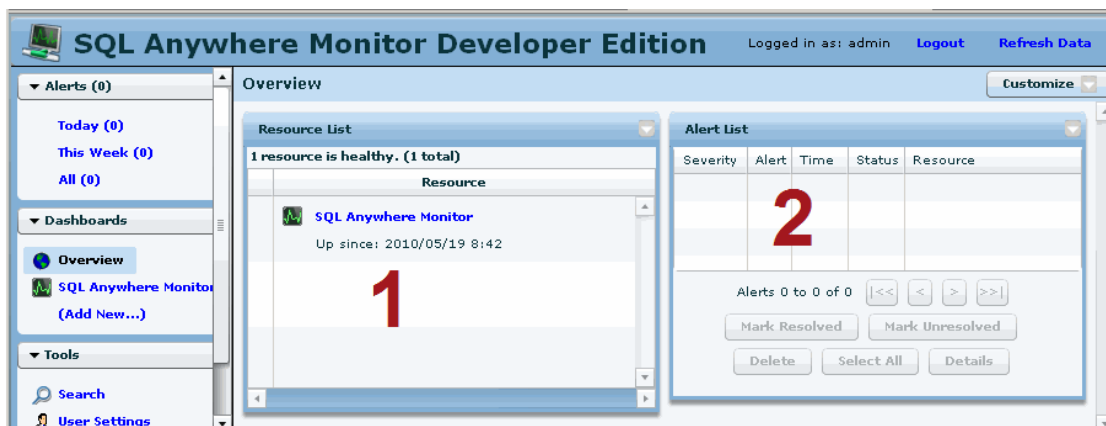 SQL Anywhere Monitor Developer Edition
Logged in as: admin
Logout
Refresh Data
Alerts (0)
Today (0)
This Week (0)
All (0)
Dashboards
Overview
SQL Anywhere Monitor
(Add New...)
Tools
Search
User Settings
Overview
Customize
Resource List
1 resource is healthy. (1 total)
Resource
SQL Anywhere Monitor
Up since: 2010/05/19 8:42
1
Alert List
Severity Alert Time Status Resource
2
Alerts 0 to 0 of 0 |<< < > >>|
Mark Resolved Mark Unresolved
Delete Select All Details